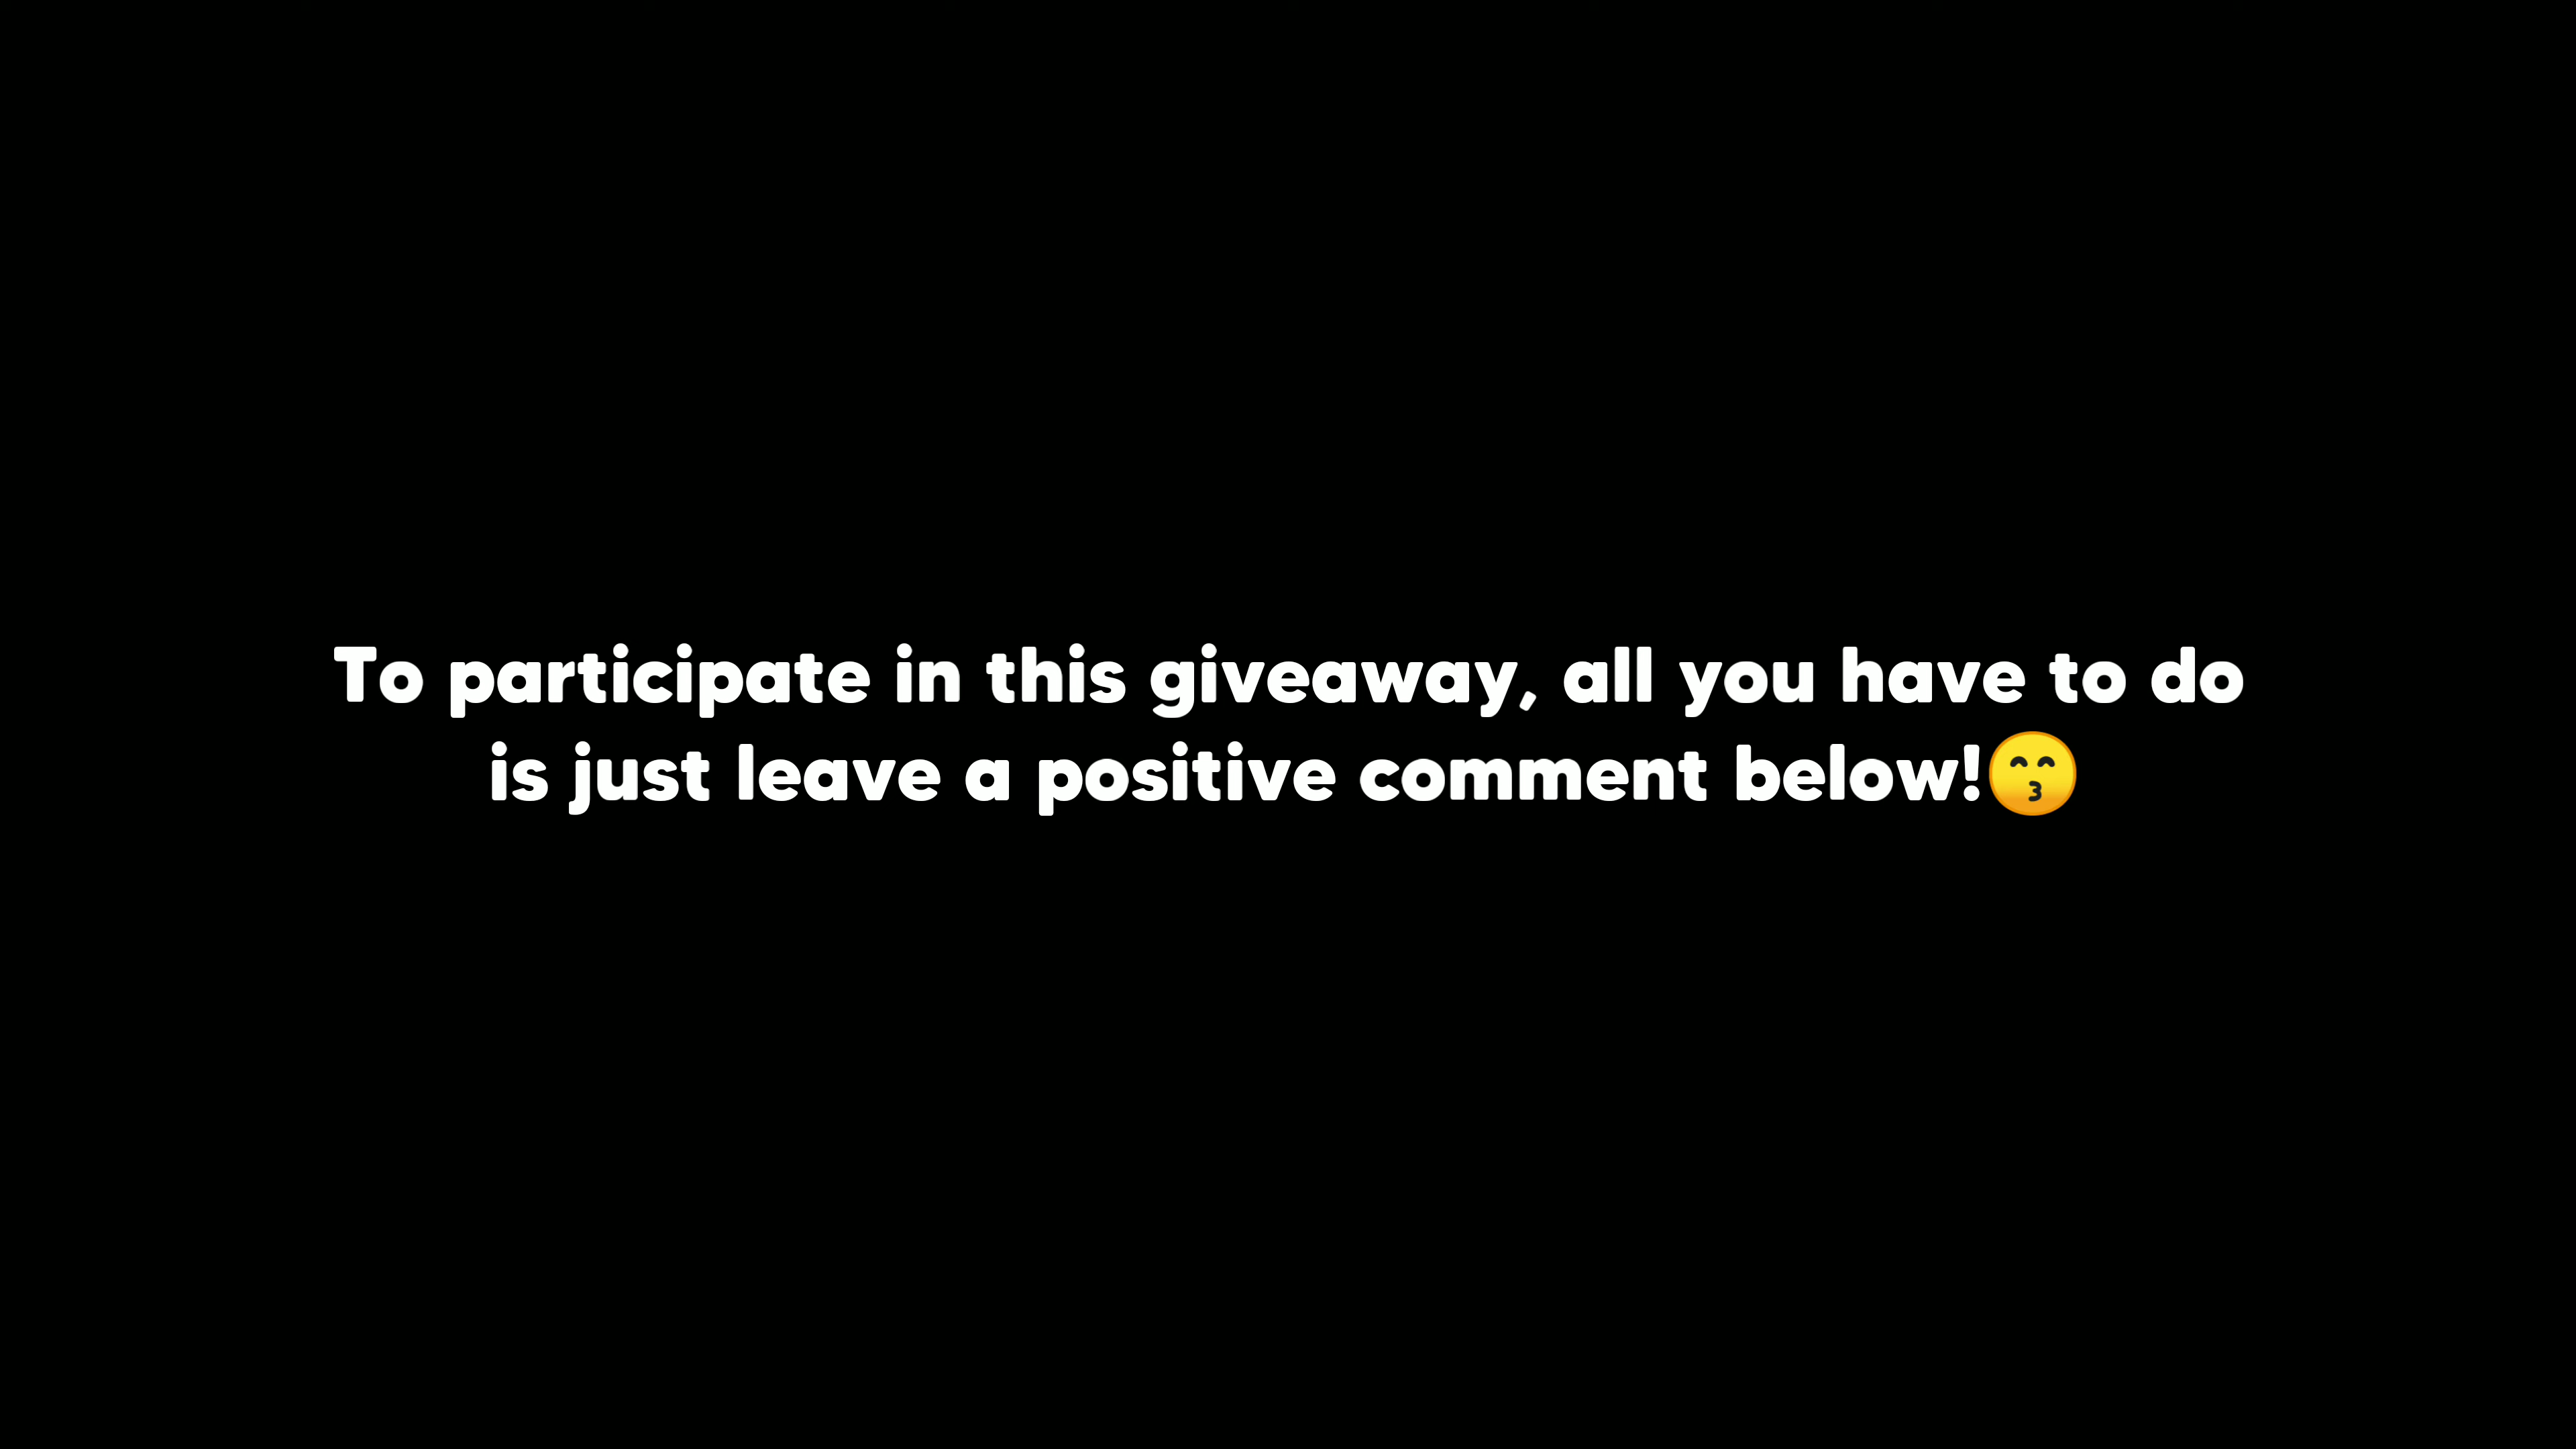 To participate in this giveaway, all you have to do
is just leave a positive comment below!😙